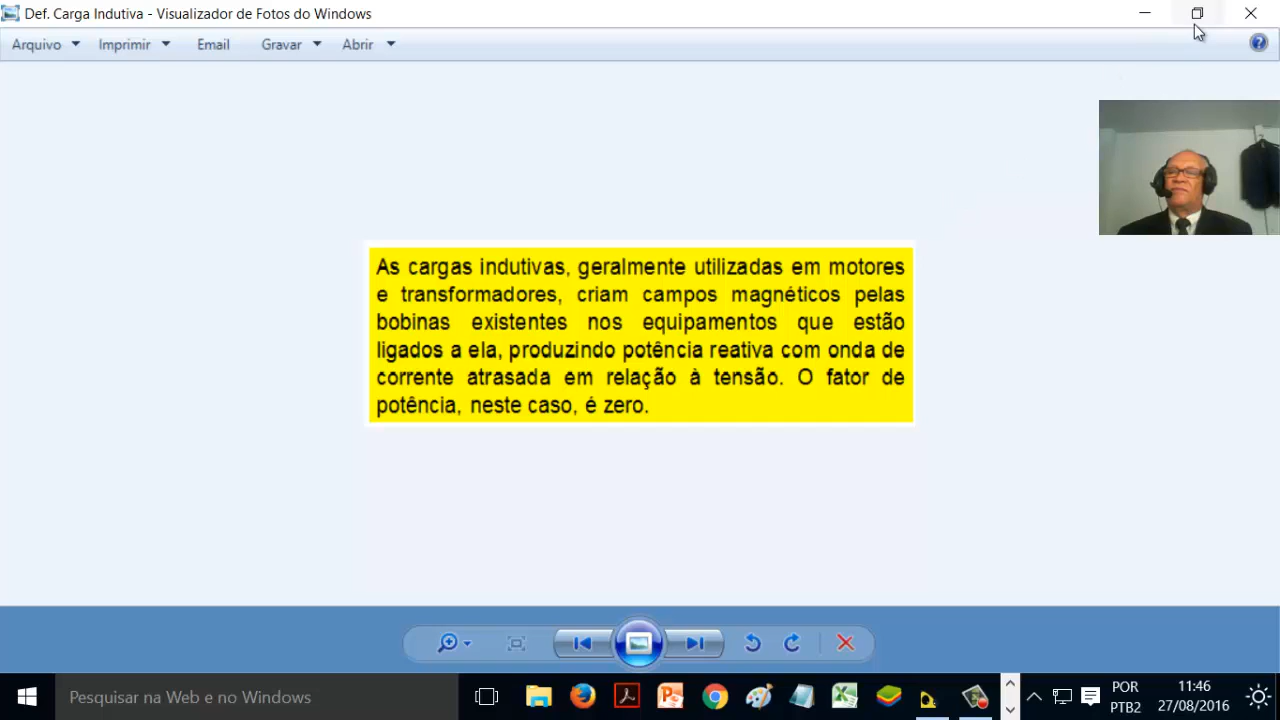 Def. Carga Indutiva - Visualizador de Fotos do Windows
Arquivo Imprimir Email Gravar Abrir
As cargas indutivas, geralmente utilizadas em motores
e transformadores, criam campos magnéticos pelas
bobinas existentes nos equipamentos que estão
ligados a ela, produzindo potência reativa com onda de
corrente atrasada em relação à tensão. O fator de
potência, neste caso, é zero.
Pesquisar na Web e no Windows
POR
PTB2
11:46
27/08/2016